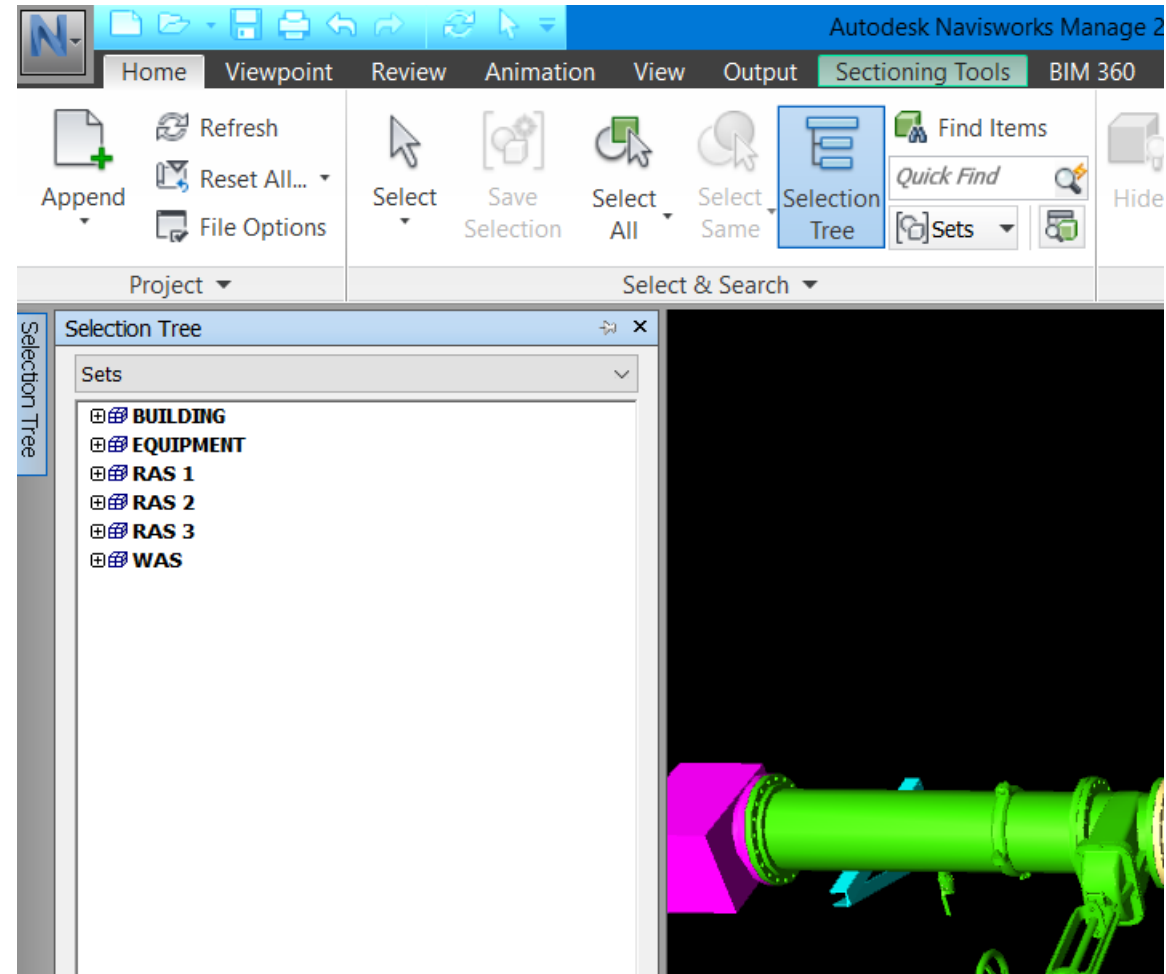 N
Autodesk Navisworks Manage 2
Home Viewpoint Review Animation View Output Sectioning Tools BIM 360
Append
Refresh
Reset All...
File Options
Select
Save
Selection
Select
All
Select
Same
Selection
Tree
Find Items
Quick Find
Sets
Hide
Project
Select & Search
Selection Tree
Selection Tree
Sets
BUILDING
EQUIPMENT
RAS 1
RAS 2
RAS 3
WAS